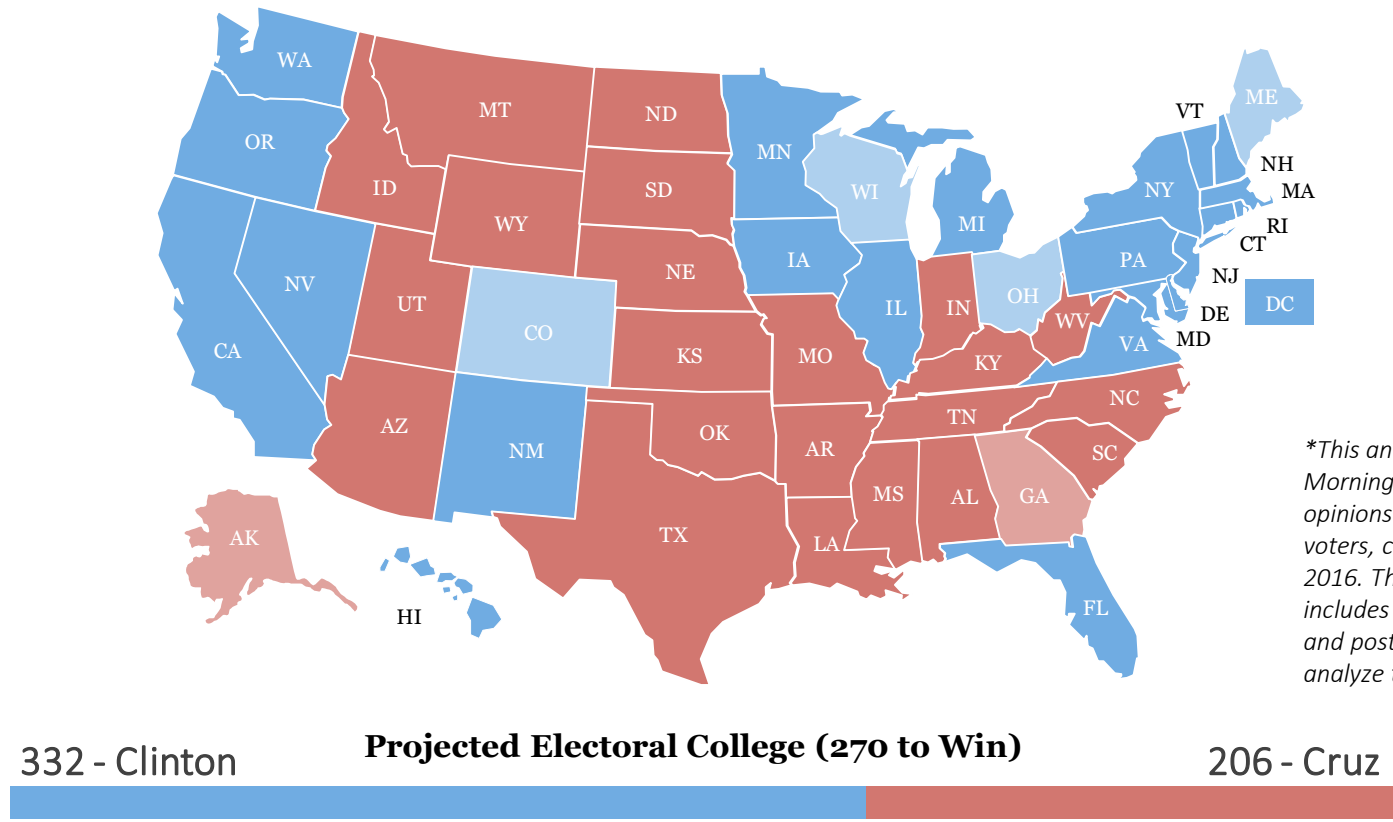 WA
MT
ND
MN
VT
ME
OR
ID
SD
WI
NY
NH
MA
WY
MI
RI
CT
NV
UT
NE
IA
PA
NJ
CO
IL
IN
OH
DE
DC
CA
KS
MO
WV
VA
MD
KY
AZ
NM
OK
AR
TN
NC
SC
TX
MS
AL
GA
LA
AK
HI
FL
*This an
Morning
opinions
voters, c
2016. Th
includes
and post
analyze
332 - Clinton
Projected Electoral College (270 to Win)
206 - Cruz